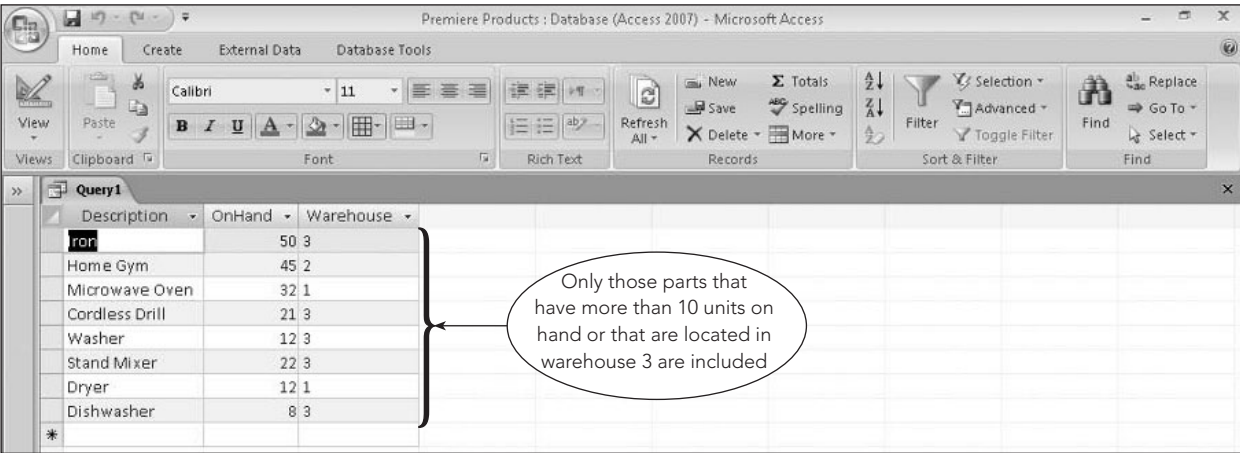 Premiere Products : Database (Access 2007) - Microsoft Access
Home Create External Data Database Tools
View
Paste
Calibri 11
B I U A
Refresh All
New
Save
Delete
Σ Totals
Spelling
More
Filter
Selection
Advanced
Toggle Filter
Find
Replace
Go To
Select
Views Clipboard Font Rich Text Records Sort & Filter Find
Query1
Description OnHand Warehouse
Iron 50 3
Home Gym 45 2
Microwave Oven 32 1
Cordless Drill 21 3
Washer 12 3
Stand Mixer 22 3
Dryer 12 1
Dishwasher 8 3
Only those parts that
have more than 10 units on
hand or that are located in
warehouse 3 are included